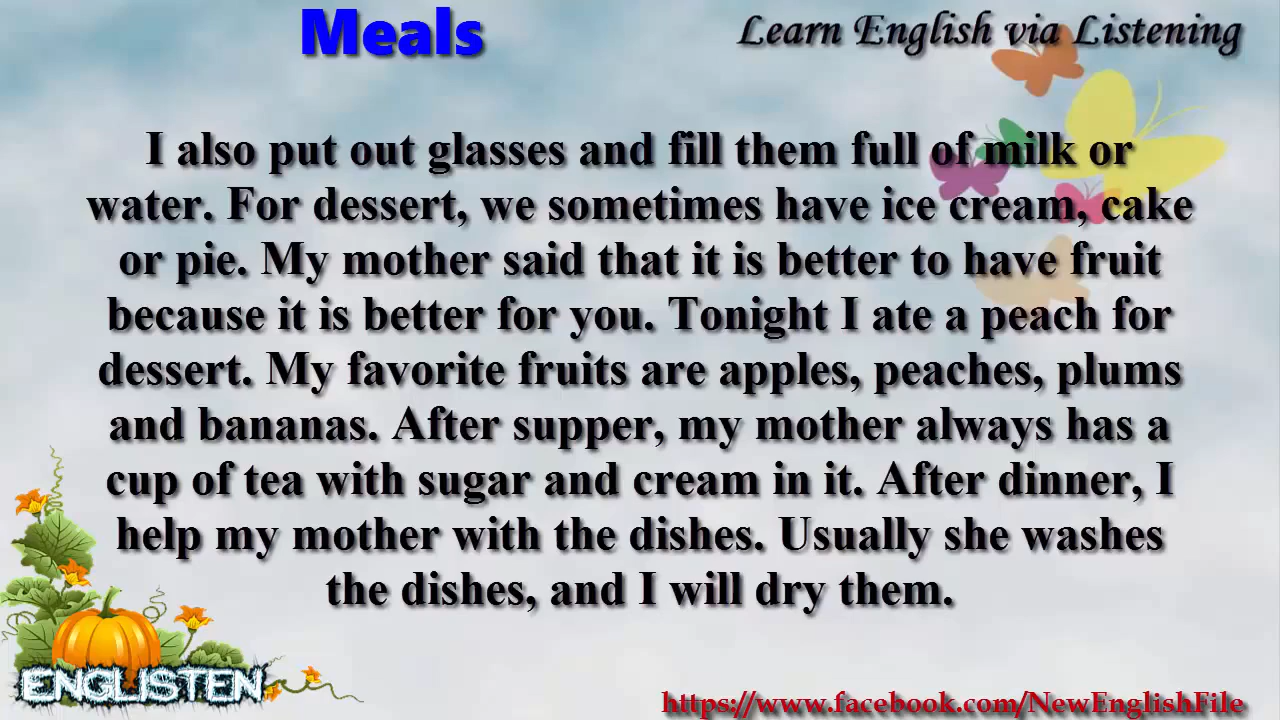 Meals
Learn English via Listening
I also put out glasses and fill them full of milk or
water. For dessert, we sometimes have ice cream, cake
or pie. My mother said that it is better to have fruit
because it is better for you. Tonight I ate a peach for
dessert. My favorite fruits are apples, peaches, plums
and bananas. After supper, my mother always has a
cup of tea with sugar and cream in it. After dinner, I
help my mother with the dishes. Usually she washes
the dishes, and I will dry them.
ENGLISTEN
https://www.facebook.com/NewEnglishFile